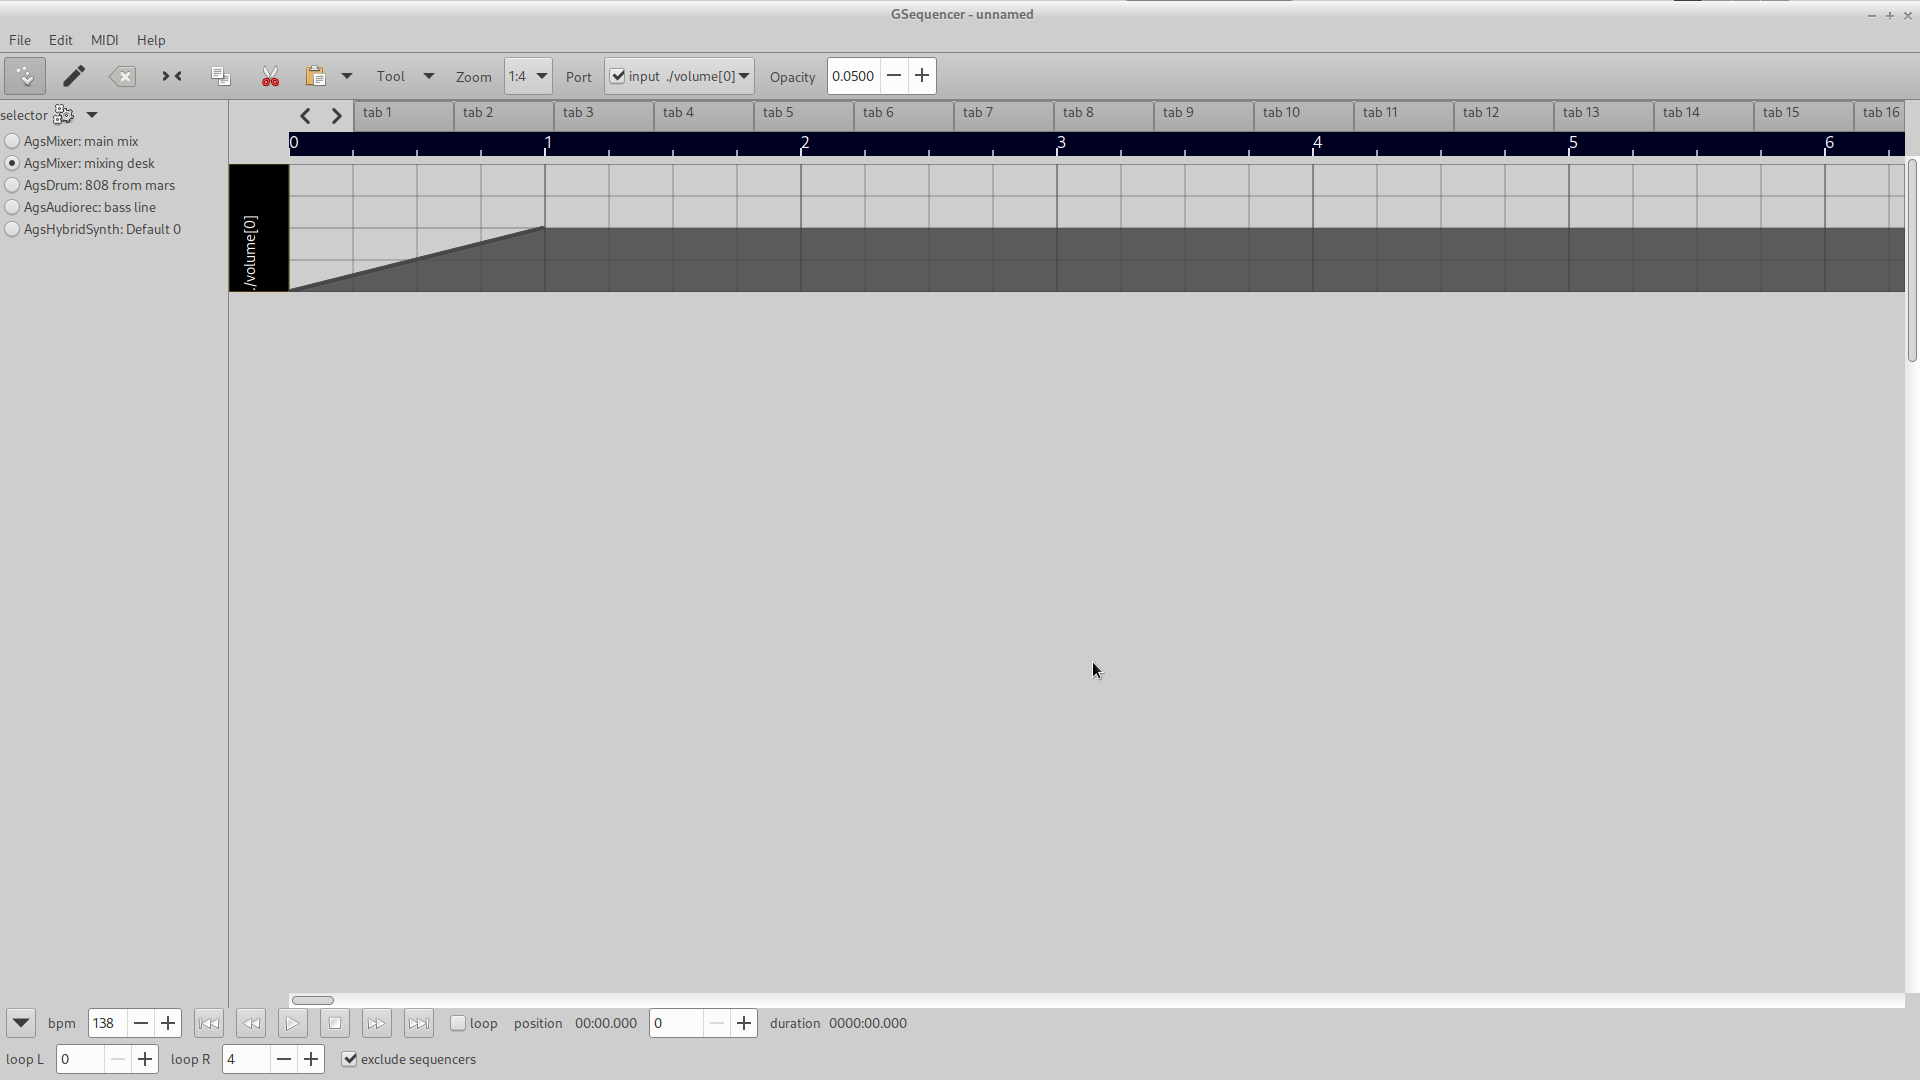 GSequencer - unnamed
File Edit MIDI Help
Tool Zoom 1:4 Port input ./volume[0] Opacity 0.0500
selector
tab 1 tab 2 tab 3 tab 4 tab 5 tab 6 tab 7 tab 8 tab 9 tab 10 tab 11 tab 12 tab 13 tab 14 tab 15 tab 16
0 1 2 3 4 5 6
AgsMixer: main mix
AgsMixer: mixing desk
AgsDrum: 808 from mars
AgsAudiorec: bass line
AgsHybridSynth: Default 0
./volume[0]
bpm 138 loop position 00:00.000 0 duration 0000:00.000
loop L 0 loop R 4 exclude sequencers